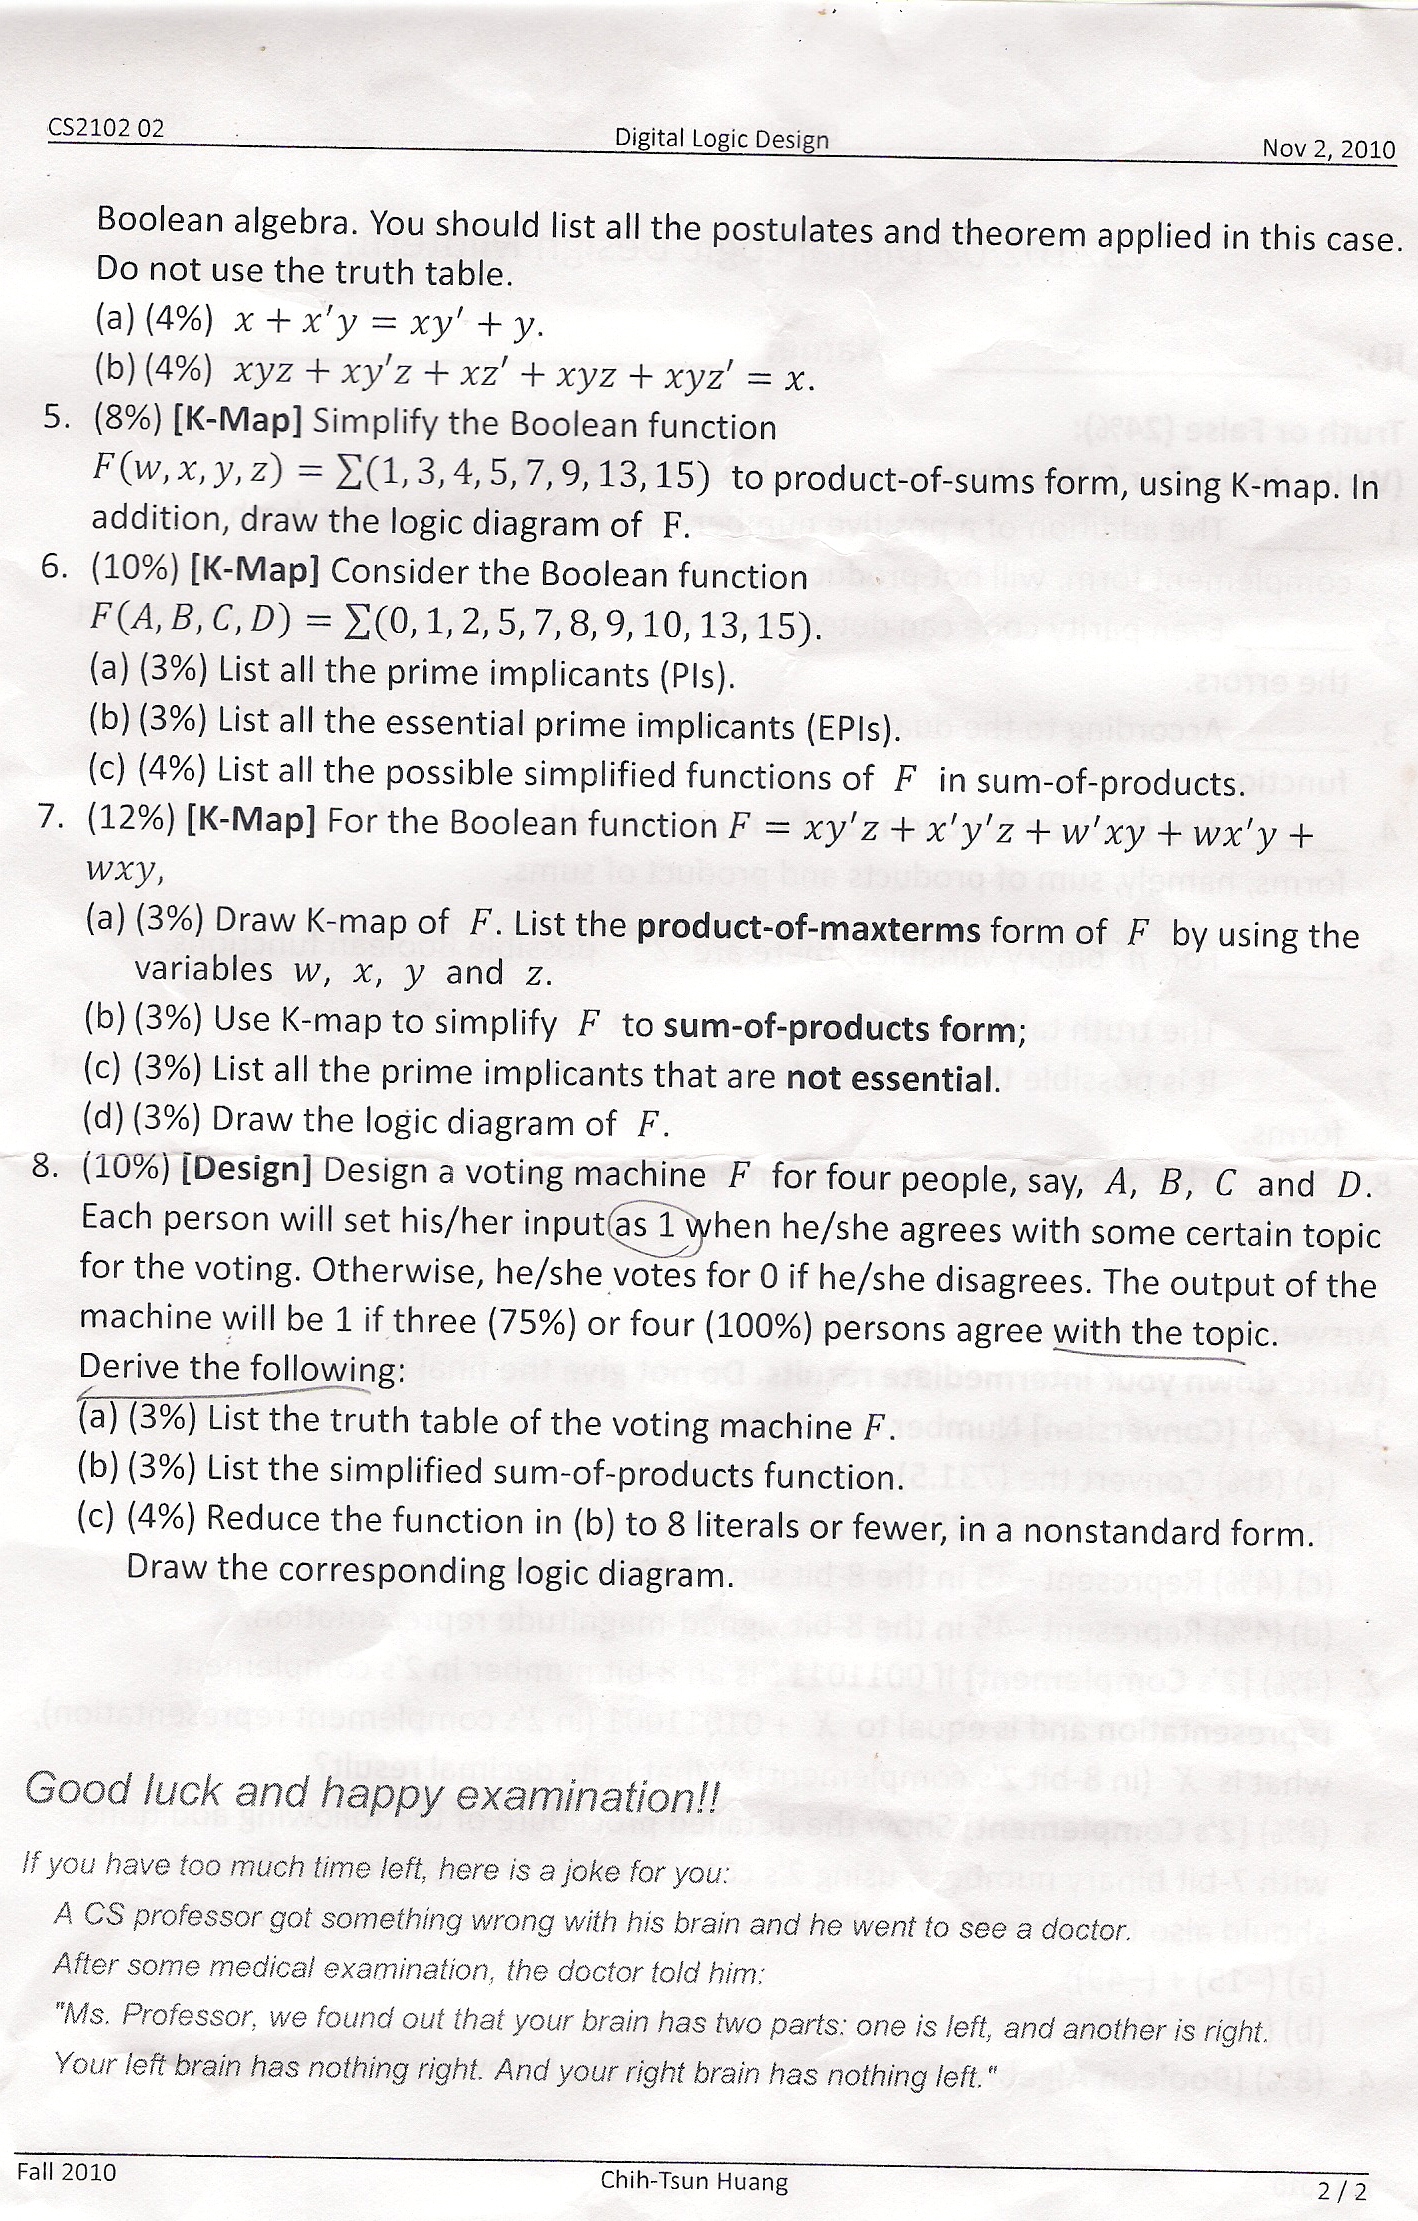 CS2102 02
Digital Logic Design
Nov 2, 2010
Boolean algebra. You should list all the postulates and theorem applied in this case.
Do not use the truth table.
(a) (4%) x + x′y = xy′ + y.
(b) (4%) xyz + xy′z + xz′ + xyz + xyz′ = x.
5. (8%) [K-Map] Simplify the Boolean function
F(w, x, y, z) = ∑(1, 3, 4, 5, 7, 9, 13, 15) to product-of-sums form, using K-map. In
addition, draw the logic diagram of F.
6. (10%) [K-Map] Consider the Boolean function
F(A, B, C, D) = ∑(0, 1, 2, 5, 7, 8, 9, 10, 13, 15).
(a) (3%) List all the prime implicants (PIs).
(b) (3%) List all the essential prime implicants (EPIs).
(c) (4%) List all the possible simplified functions of F in sum-of-products.
7. (12%) [K-Map] For the Boolean function F = xy′z + x′y′z + w′xy + wx′y +
wxy,
(a) (3%) Draw K-map of F. List the product-of-maxterms form of F by using the
variables w, x, y and z.
(b) (3%) Use K-map to simplify F to sum-of-products form;
(c) (3%) List all the prime implicants that are not essential.
(d) (3%) Draw the logic diagram of F.
8. (10%) [Design] Design a voting machine F for four people, say, A, B, C and D.
Each person will set his/her input as 1 when he/she agrees with some certain topic
for the voting. Otherwise, he/she votes for 0 if he/she disagrees. The output of the
machine will be 1 if three (75%) or four (100%) persons agree with the topic.
Derive the following:
(a) (3%) List the truth table of the voting machine F.
(b) (3%) List the simplified sum-of-products function.
(c) (4%) Reduce the function in (b) to 8 literals or fewer, in a nonstandard form.
Draw the corresponding logic diagram.
Good luck and happy examination!!
If you have too much time left, here is a joke for you:
A CS professor got something wrong with his brain and he went to see a doctor.
After some medical examination, the doctor told him:
"Ms. Professor, we found out that your brain has two parts: one is left, and another is right.
Your left brain has nothing right. And your right brain has nothing left."
Fall 2010
Chih-Tsun Huang
2 / 2